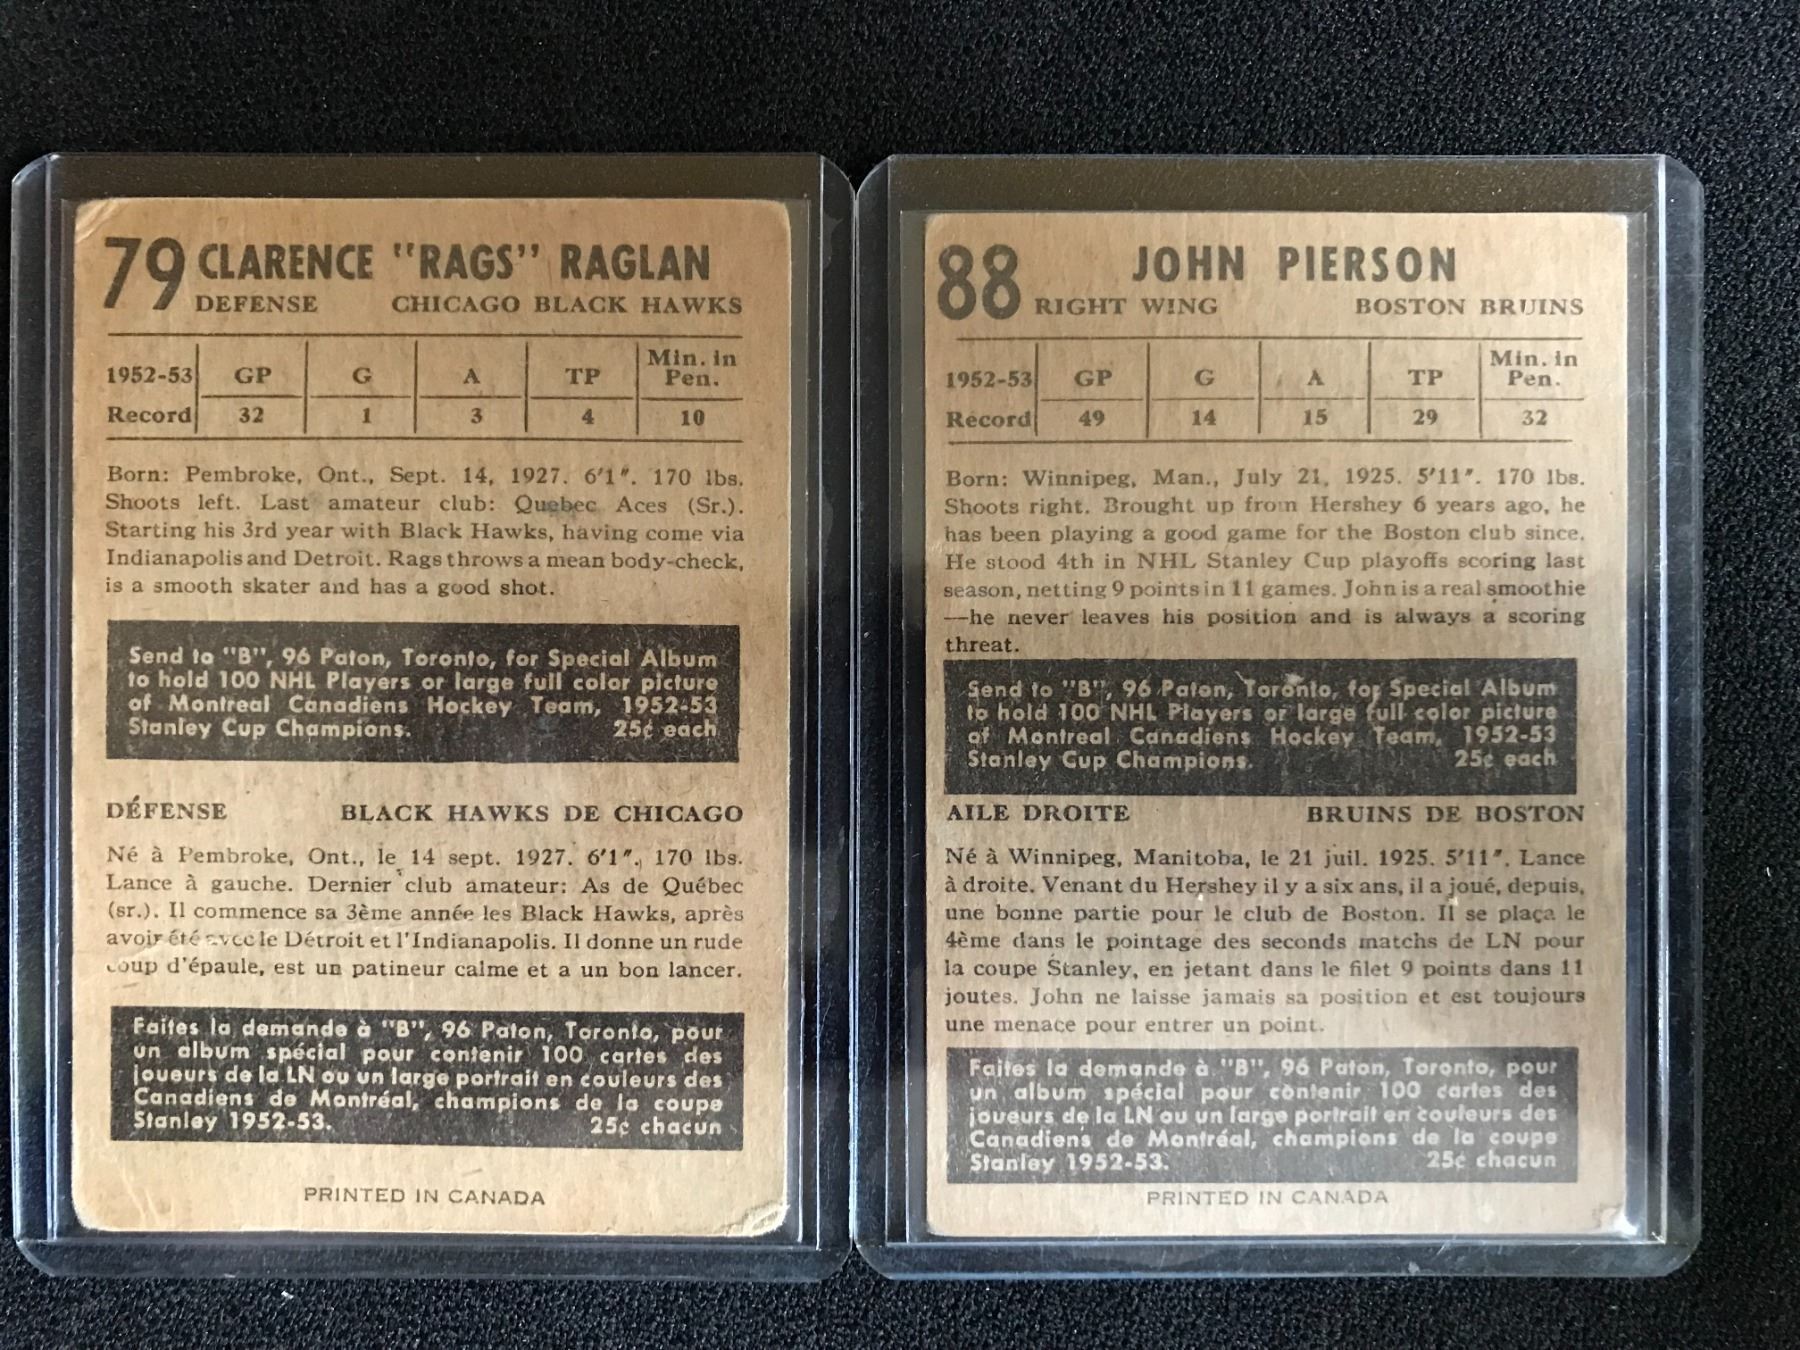 79 CLARENCE "RAGS" RAGLAN
DEFENSE CHICAGO BLACK HAWKS
1952-53 GP G A TP Min. in Pen.
Record 32 1 3 4 10
Born: Pembroke, Ont., Sept. 14, 1927. 6'1". 170 lbs.
Shoots left. Last amateur club: Quebec Aces (Sr.).
Starting his 3rd year with Black Hawks, having come via
Indianapolis and Detroit. Rags throws a mean body-check,
is a smooth skater and has a good shot.
Send to "B", 96 Paton, Toronto, for Special Album
to hold 100 NHL Players or large full color picture
of Montreal Canadiens Hockey Team, 1952-53
Stanley Cup Champions. 25¢ each
DÉFENSE BLACK HAWKS DE CHICAGO
Né à Pembroke, Ont., le 14 sept. 1927. 6'1". 170 lbs.
Lance à gauche. Dernier club amateur: As de Québec
(sr.). Il commence sa 3ème année les Black Hawks, après
avoir été avec le Détroit et l'Indianapolis. Il donne un rude
coup d'épaule, est un patineur calme et a un bon lancer.
Faites la demande à "B", 96 Paton, Toronto, pour
un album spécial pour contenir 100 cartes des
joueurs de la LN ou un large portrait en couleurs des
Canadiens de Montréal, champions de la coupe
Stanley 1952-53. 25¢ chacun
PRINTED IN CANADA
88 JOHN PIERSON
RIGHT WING BOSTON BRUINS
1952-53 GP G A TP Min. in Pen.
Record 49 14 15 29 32
Born: Winnipeg, Man., July 21, 1925. 5'11". 170 lbs.
Shoots right. Brought up from Hershey 6 years ago, he
has been playing a good game for the Boston club since.
He stood 4th in NHL Stanley Cup playoffs scoring last
season, netting 9 points in 11 games. John is a real smoothie
—he never leaves his position and is always a scoring
threat.
Send to "B", 96 Paton, Toronto, for Special Album
to hold 100 NHL Players or large full color picture
of Montreal Canadiens Hockey Team, 1952-53
Stanley Cup Champions. 25¢ each
AILE DROITE BRUINS DE BOSTON
Né à Winnipeg, Manitoba, le 21 juil. 1925. 5'11". Lance
à droite. Venant du Hershey il y a six ans, il a joué, depuis,
une bonne partie pour le club de Boston. Il se plaça le
4ème dans le pointage des seconds matchs de LN pour
la coupe Stanley, en jetant dans le filet 9 points dans 11
joutes. John ne laisse jamais sa position et est toujours
une menace pour entrer un point.
Faites la demande à "B", 96 Paton, Toronto, pour
un album spécial pour contenir 100 cartes des
joueurs de la LN ou un large portrait en couleurs des
Canadiens de Montréal, champions de la coupe
Stanley 1952-53. 25¢ chacun
PRINTED IN CANADA